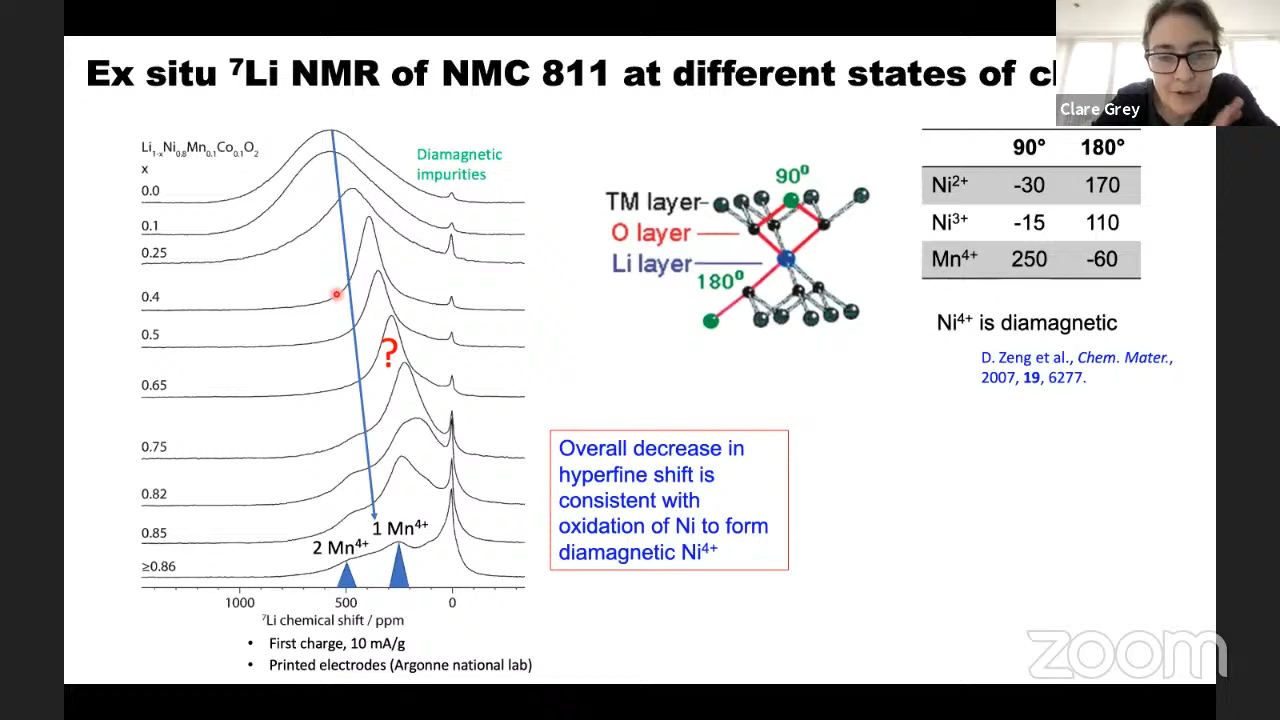 Ex situ ⁷Li NMR of NMC 811 at different states of c
Clare Grey
Li₁₋ₓNi₀.₈Mn₀.₁Co₀.₁O₂
x
0.0
0.1
0.25
0.4
0.5
0.65
0.75
0.82
0.85
≥0.86
Diamagnetic
impurities
?
1 Mn⁴⁺
2 Mn⁴⁺
1000 500 0
⁷Li chemical shift / ppm
• First charge, 10 mA/g
• Printed electrodes (Argonne national lab)
90⁰
TM layer
O layer
Li layer
180⁰
90° 180°
Ni²⁺ -30 170
Ni³⁺ -15 110
Mn⁴⁺ 250 -60
Ni⁴⁺ is diamagnetic
D. Zeng et al., Chem. Mater.,
2007, 19, 6277.
Overall decrease in
hyperfine shift is
consistent with
oxidation of Ni to form
diamagnetic Ni⁴⁺
zoom